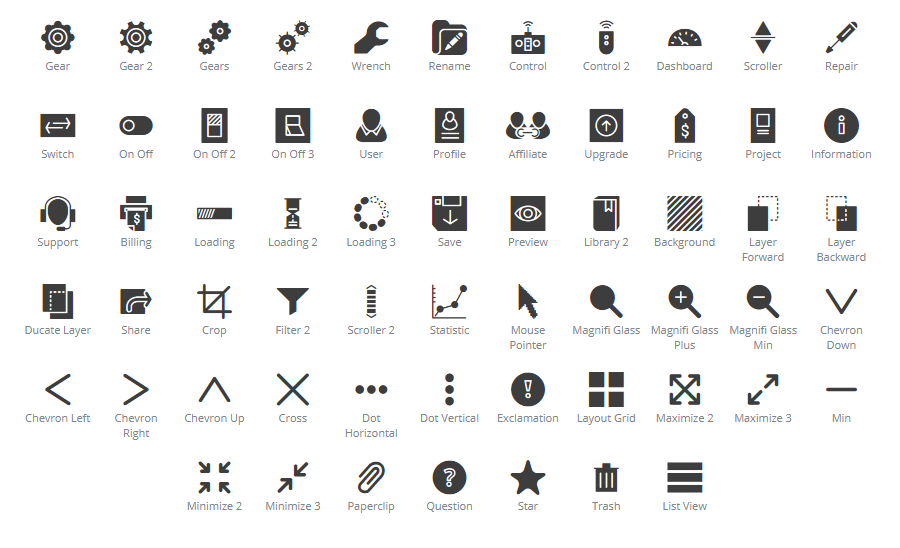 Gear Gear 2 Gears Gears 2 Wrench Rename Control Control 2 Dashboard Scroller Repair
Switch On Off On Off 2 On Off 3 User Profile Affiliate Upgrade Pricing Project Information
Support Billing Loading Loading 2 Loading 3 Save Preview Library 2 Background Layer Layer
Forward Backward
Ducate Layer Share Crop Filter 2 Scroller 2 Statistic Mouse Magnifi Glass Magnifi Glass Magnifi Glass Chevron
Pointer Plus Min Down
Chevron Left Chevron Chevron Up Cross Dot Dot Vertical Exclamation Layout Grid Maximize 2 Maximize 3 Min
Right Horizontal
Minimize 2 Minimize 3 Paperclip Question Star Trash List View